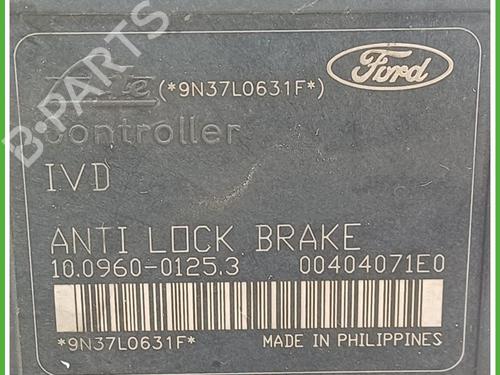 (*9N37L0631F*)
Ford
Controller
IVD
ANTI LOCK BRAKE
10.0960-0125.3 00404071E0
*9N37L0631F*
MADE IN PHILIPPINES
B-PARTS